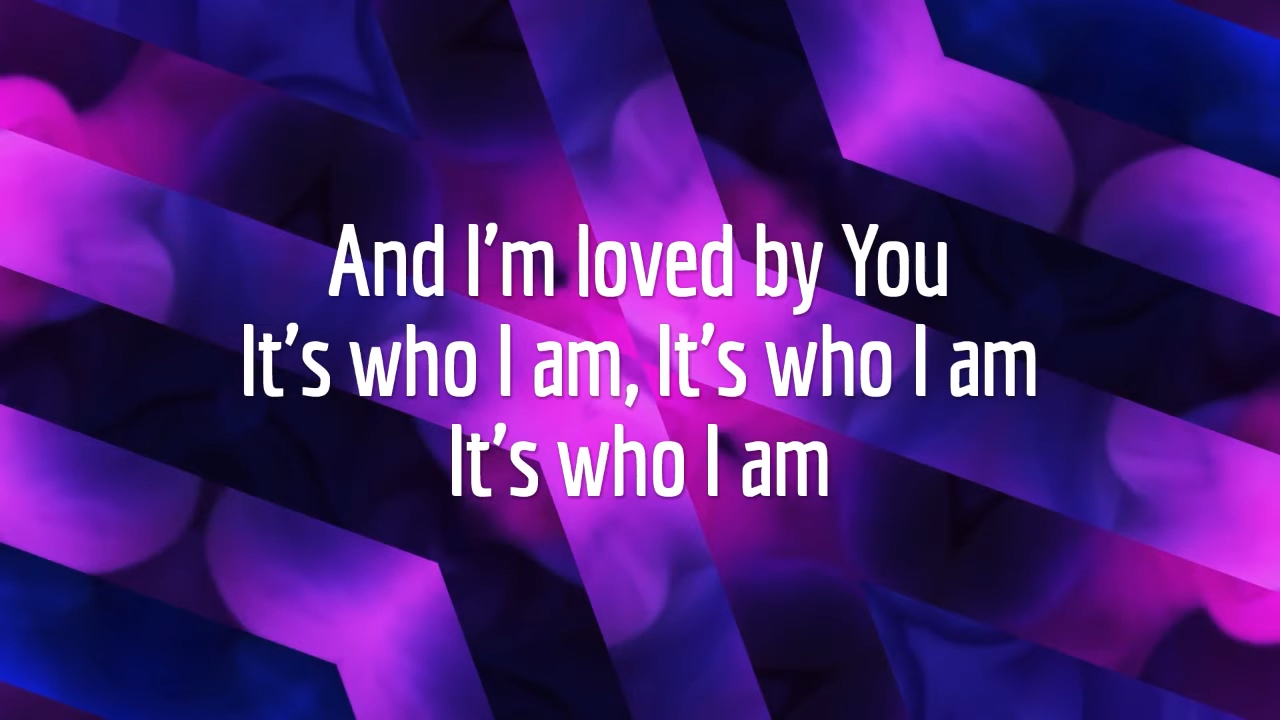 And I’m loved by You
It’s who I am, It’s who I am
It’s who I am